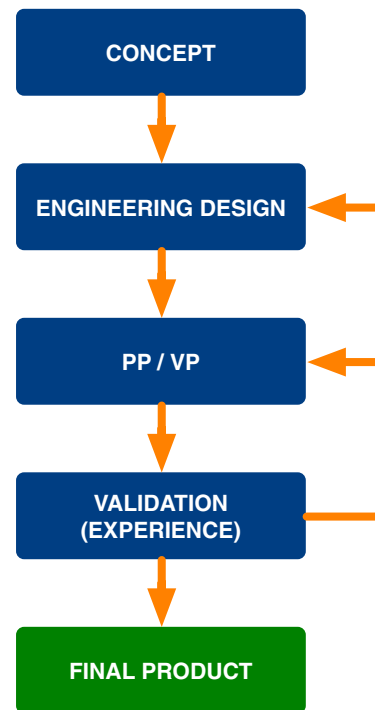 CONCEPT
ENGINEERING DESIGN
PP / VP
VALIDATION
(EXPERIENCE)
FINAL PRODUCT